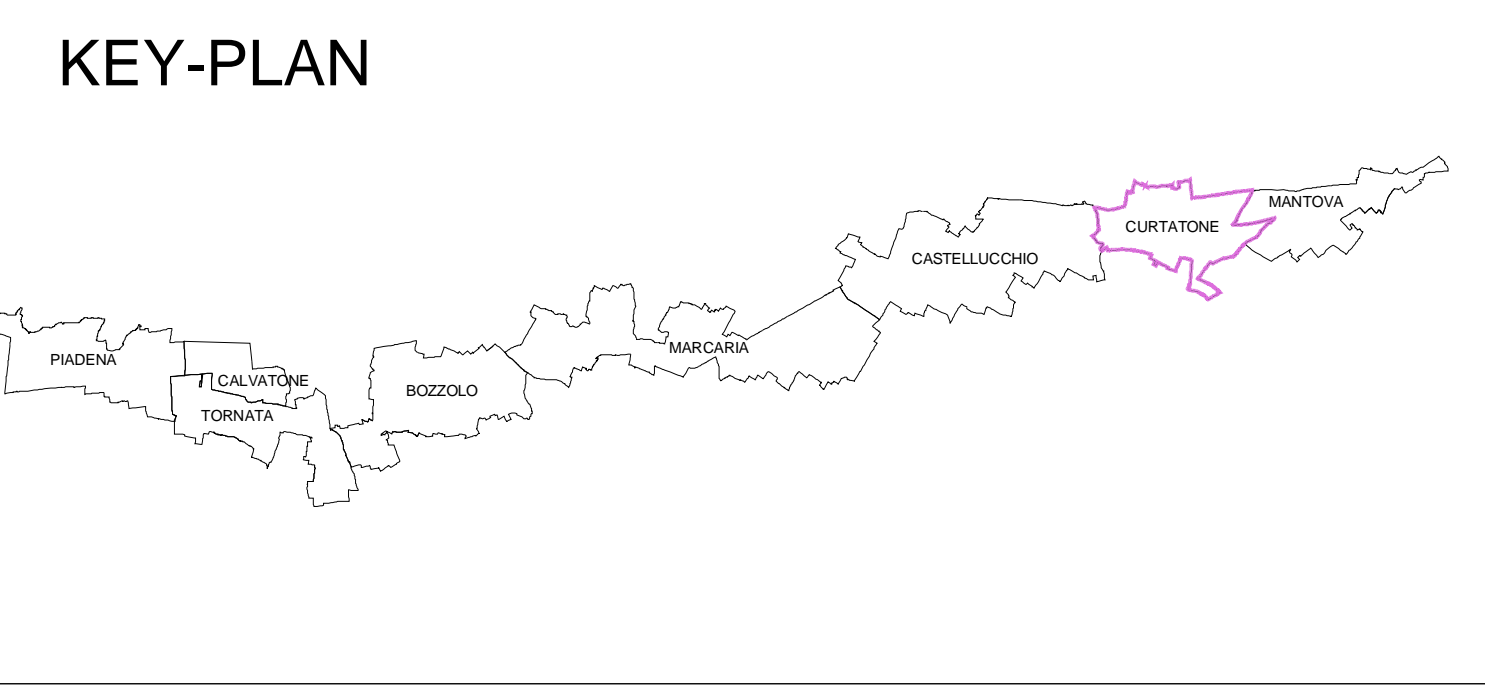 KEY-PLAN
MANTOVA
CURTATONE
CASTELLUCCHIO
MARCARIA
PIADENA
CALVATONE
BOZZOLO
TORNATA